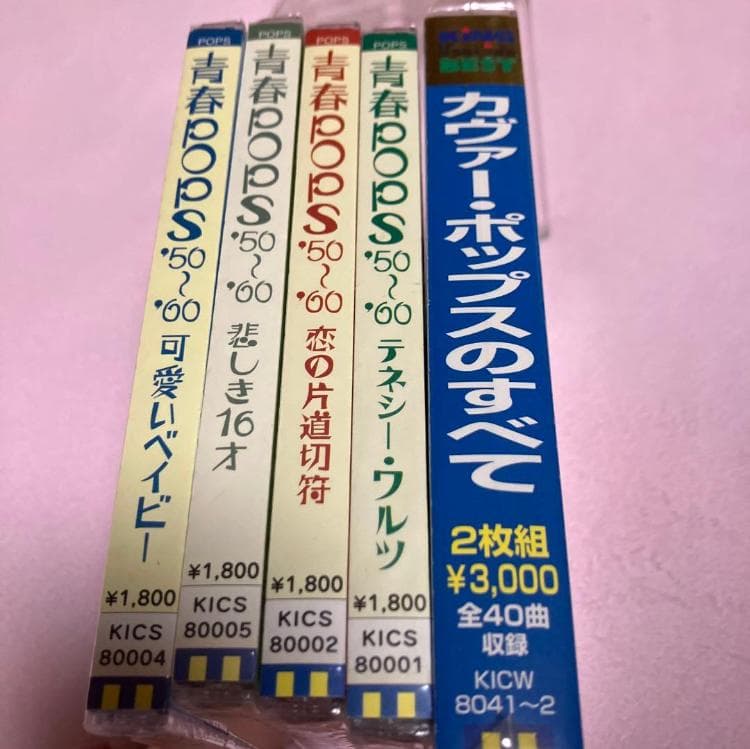 POPS
青春POPS '50〜'60 可愛いベイビー
¥1,800
KICS
80004
POPS
青春POPS '50〜'60 悲しき16才
¥1,800
KICS
80005
POPS
青春POPS '50〜'60 恋の片道切符
¥1,800
KICS
80002
POPS
青春POPS '50〜'60 テネシー・ワルツ
¥1,800
KICS
80001
BEST
カヴァー・ポップスのすべて
2枚組
¥3,000
全40曲
収録
KICW
8041〜2